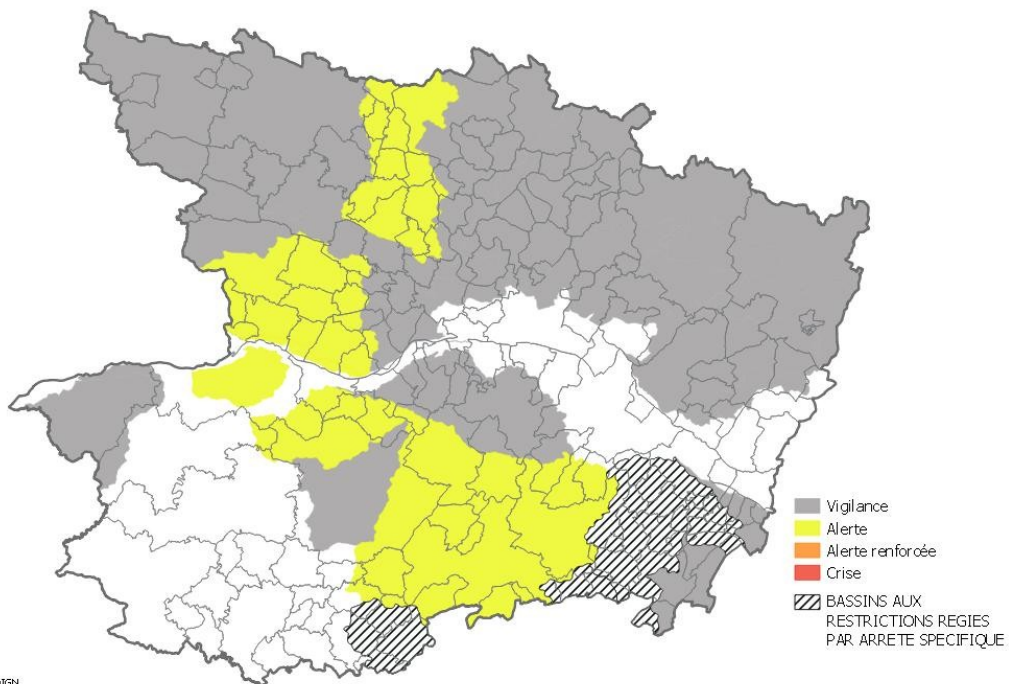 Vigilance
Alerte
Alerte renforcée
Crise
BASSINS AUX
RESTRICTIONS REGIES
PAR ARRETE SPECIFIQUE